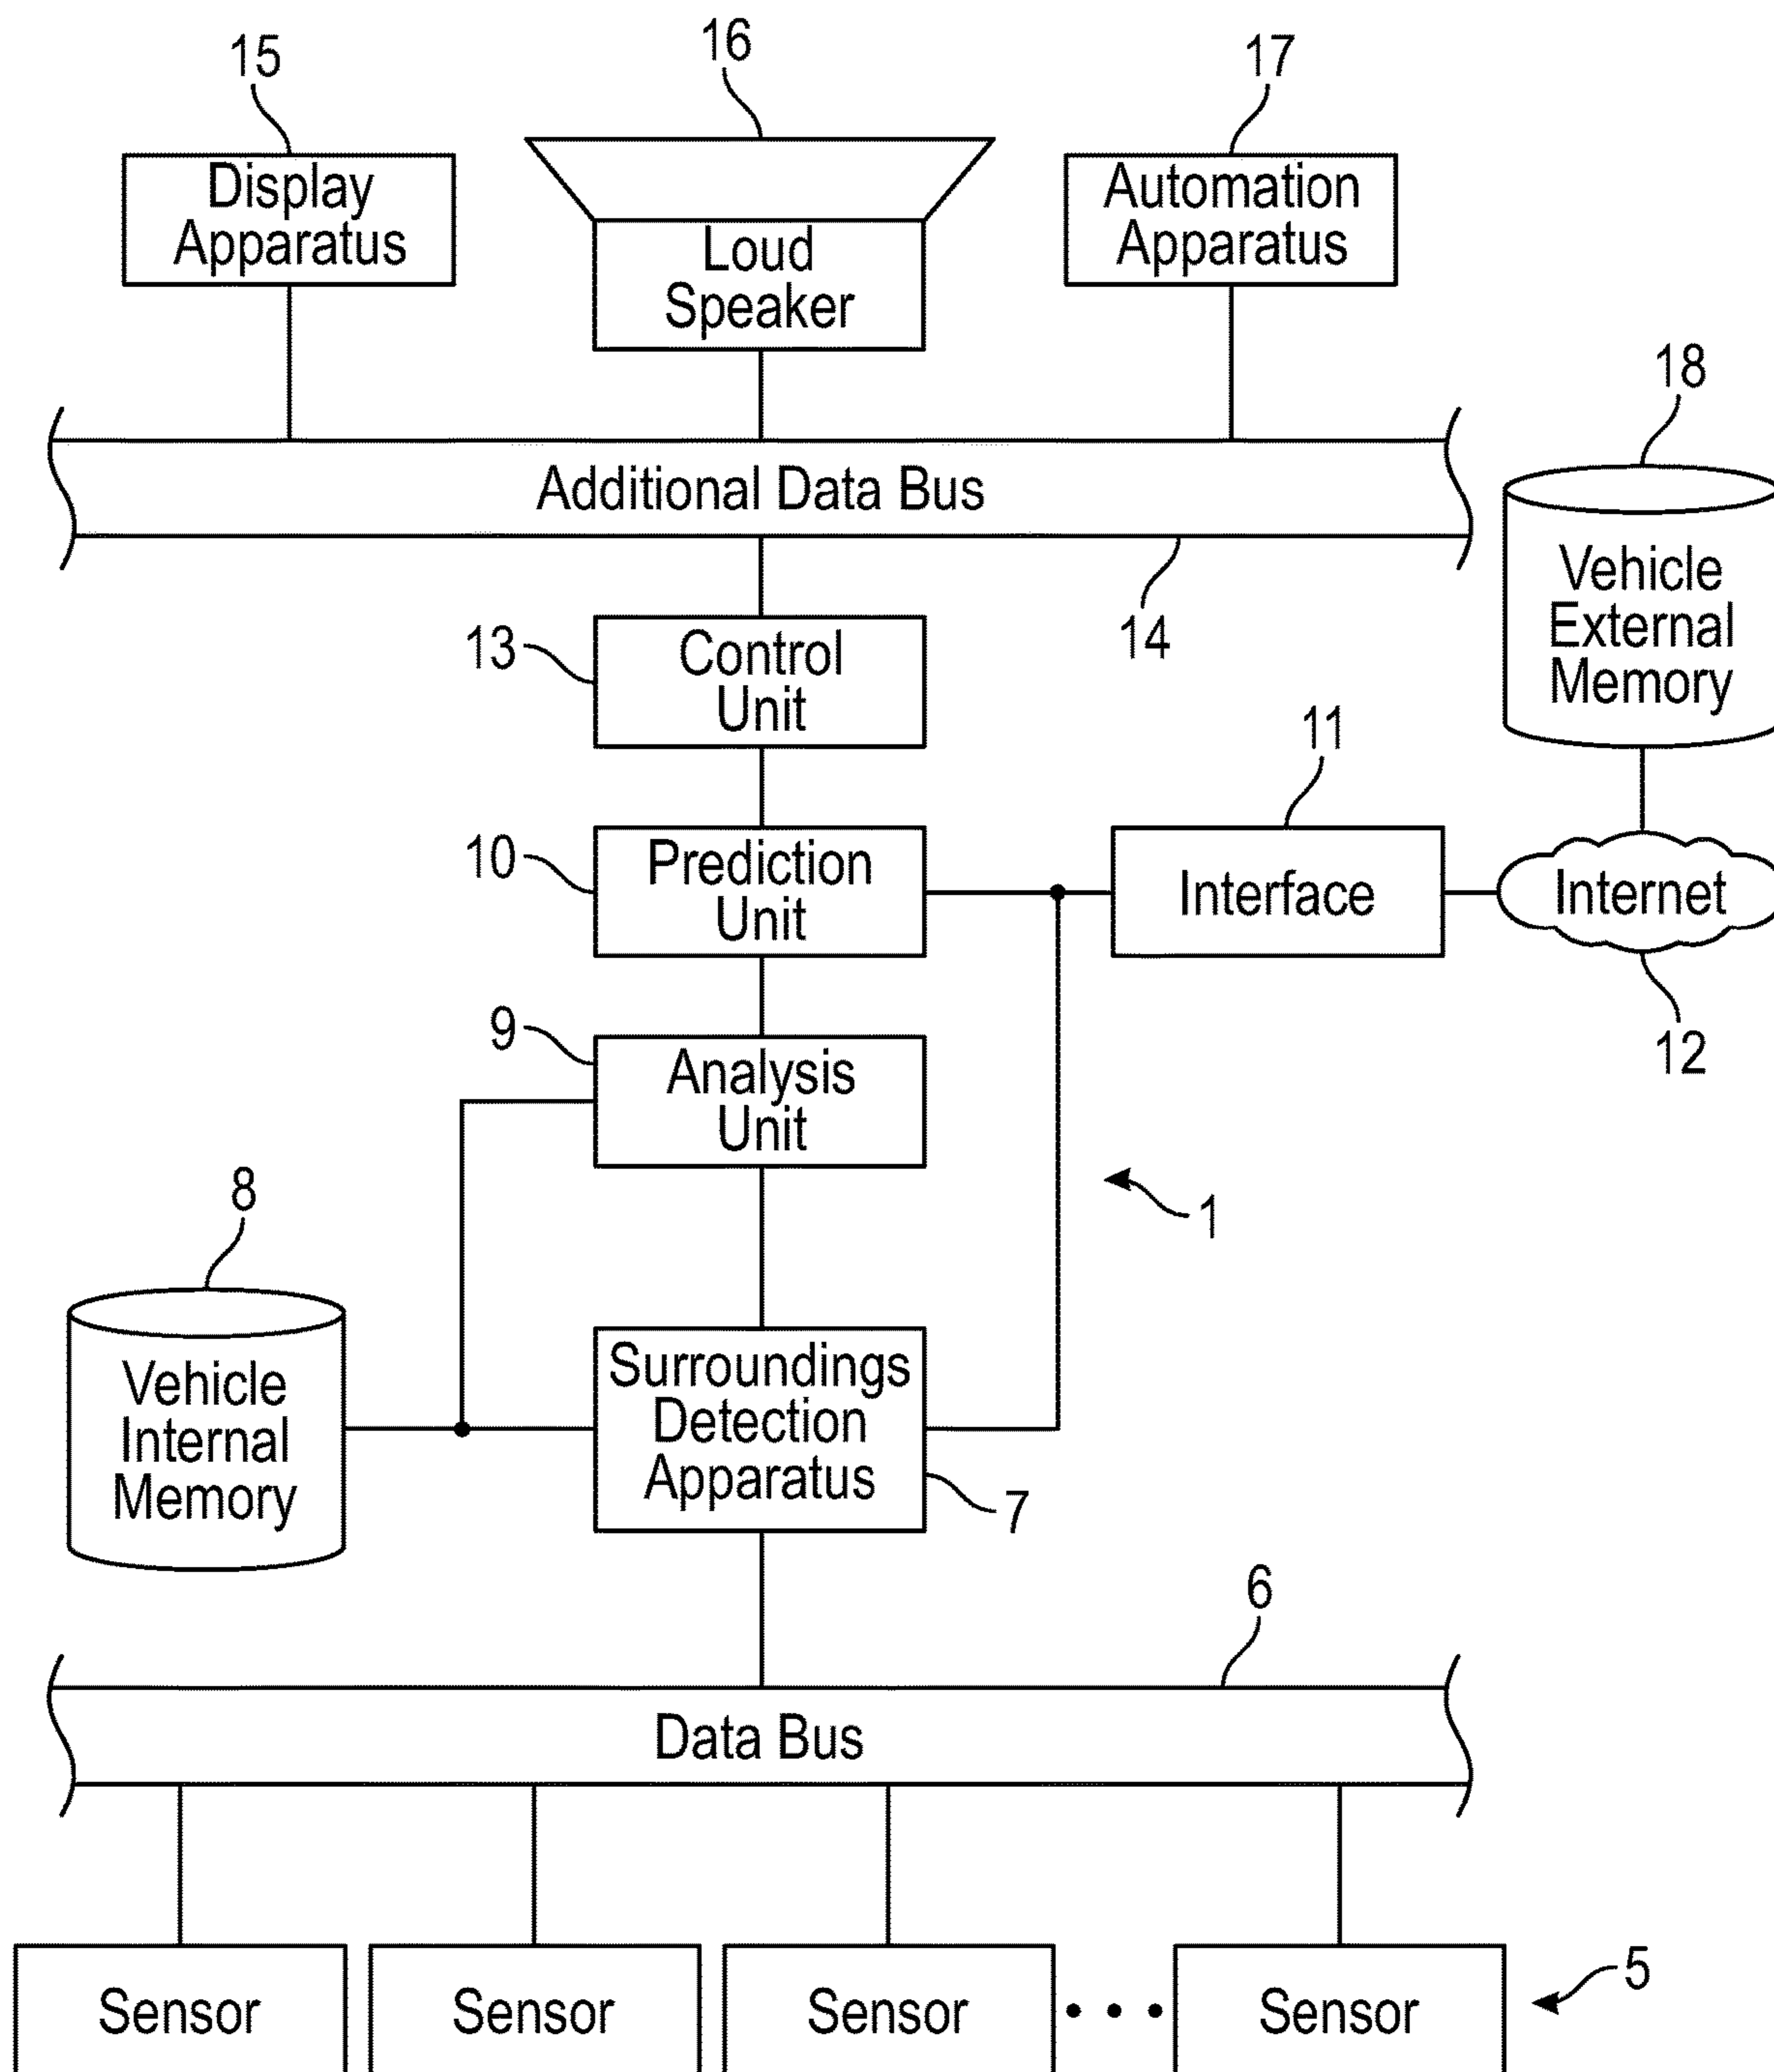 15
16
17
Display
Apparatus
Loud
Speaker
Automation
Apparatus
18
Additional Data Bus
14
Vehicle
External
Memory
13
Control
Unit
11
10
Prediction
Unit
Interface
Internet
12
9
Analysis
Unit
1
8
Vehicle
Internal
Memory
Surroundings
Detection
Apparatus
7
6
Data Bus
Sensor
Sensor
Sensor
Sensor
5